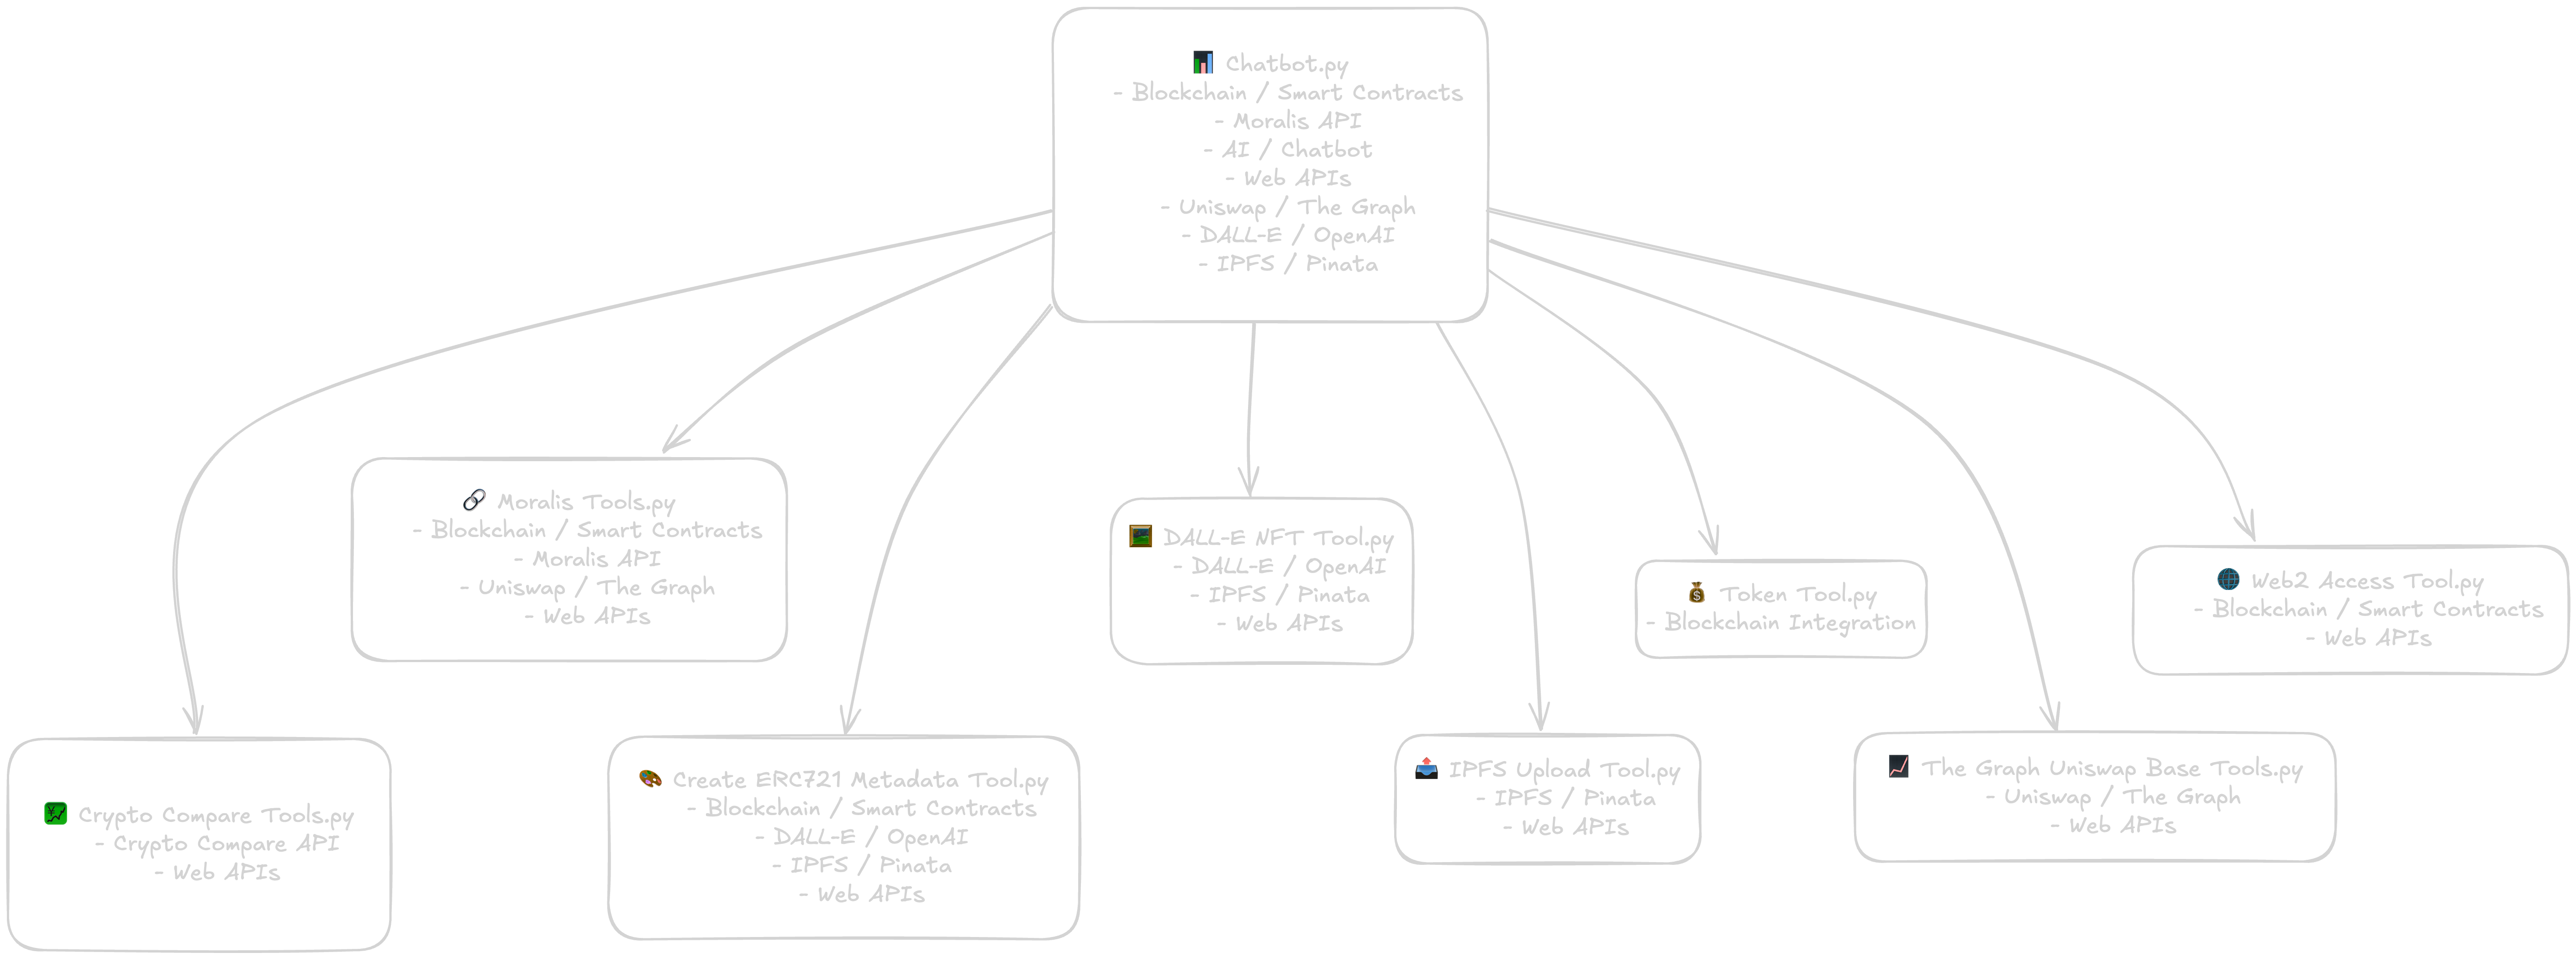 Chatbot.py
- Blockchain / Smart Contracts
- Moralis API
- AI / Chatbot
- Web APIs
- Uniswap / The Graph
- DALL-E / OpenAI
- IPFS / Pinata
Moralis Tools.py
- Blockchain / Smart Contracts
- Moralis API
- Uniswap / The Graph
- Web APIs
DALL-E NFT Tool.py
- DALL-E / OpenAI
- IPFS / Pinata
- Web APIs
Token Tool.py
- Blockchain Integration
Web2 Access Tool.py
- Blockchain / Smart Contracts
- Web APIs
Crypto Compare Tools.py
- Crypto Compare API
- Web APIs
Create ERC721 Metadata Tool.py
- Blockchain / Smart Contracts
- DALL-E / OpenAI
- IPFS / Pinata
- Web APIs
IPFS Upload Tool.py
- IPFS / Pinata
- Web APIs
The Graph Uniswap Base Tools.py
- Uniswap / The Graph
- Web APIs